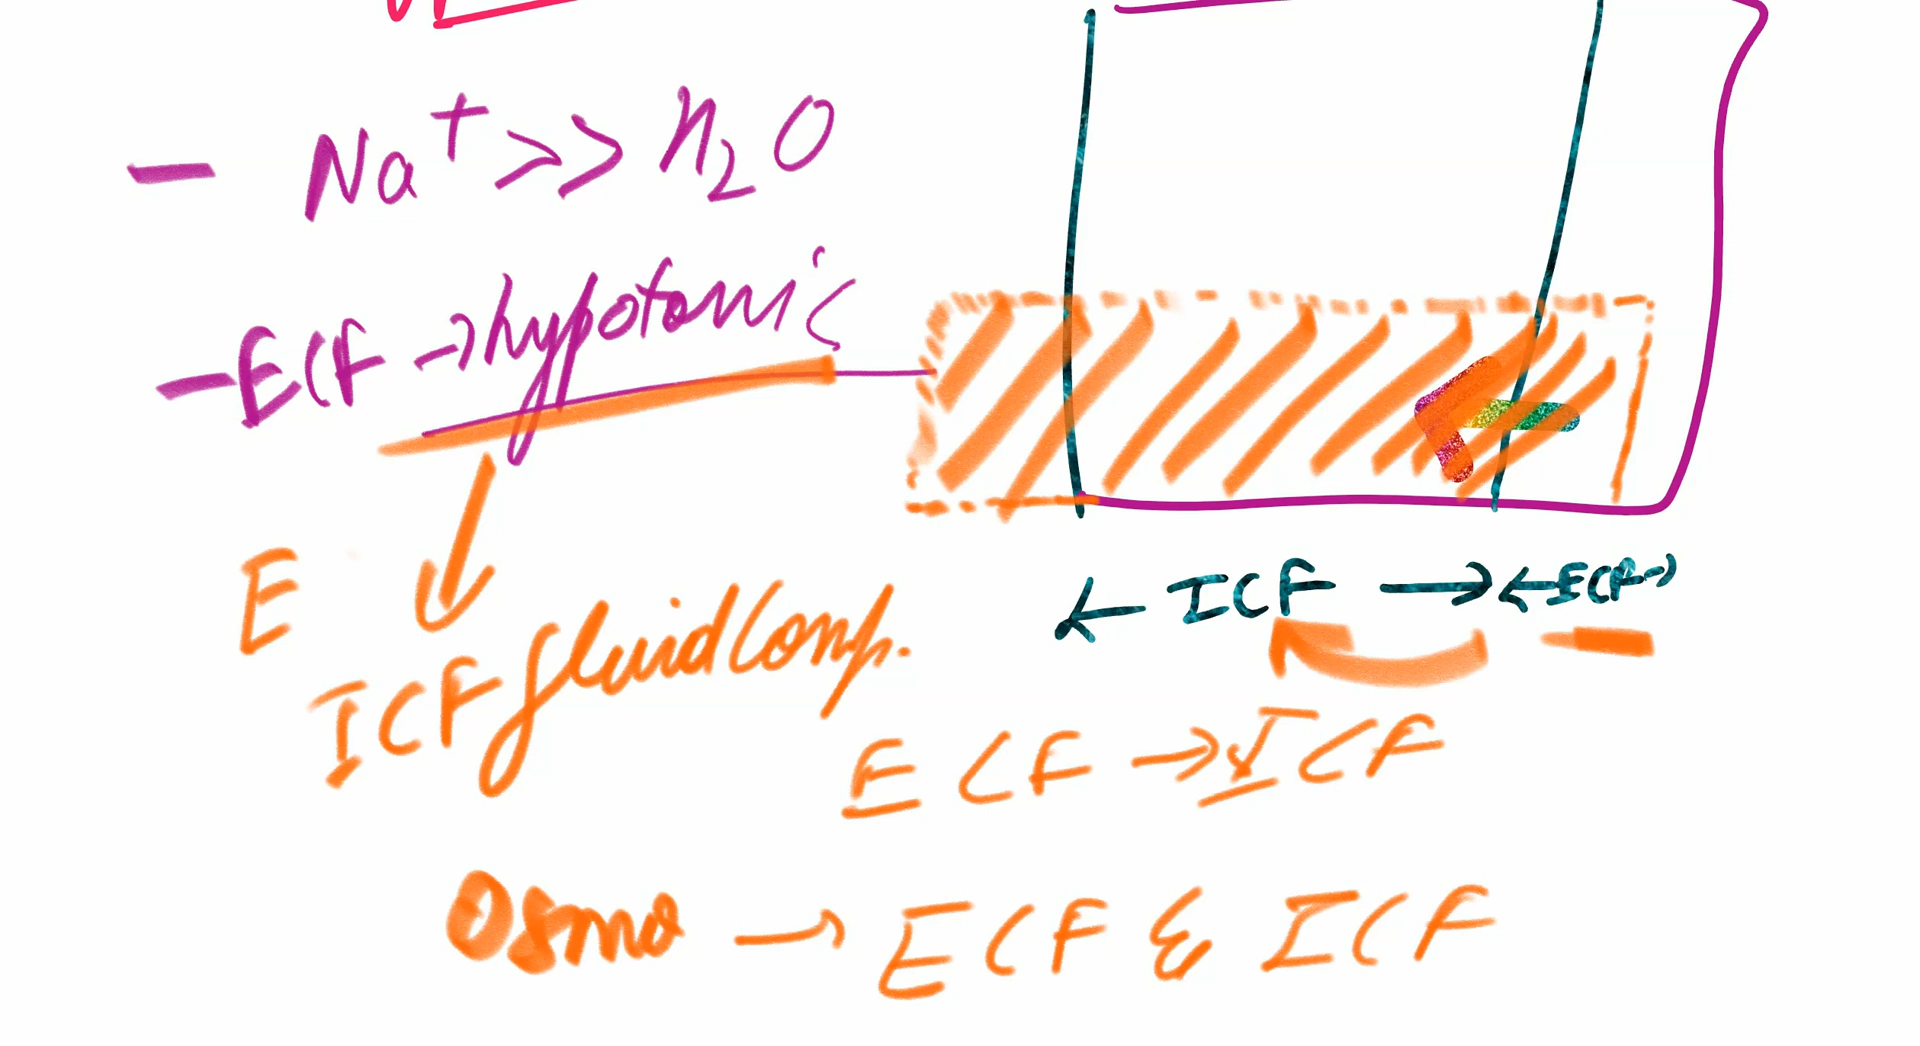 - Na⁺ >> H₂O
- ECF → hypotonic
E
ICF fluid Comp.
← ICF → ← ECF →
ECF → ICF
Osmo → ECF & ICF